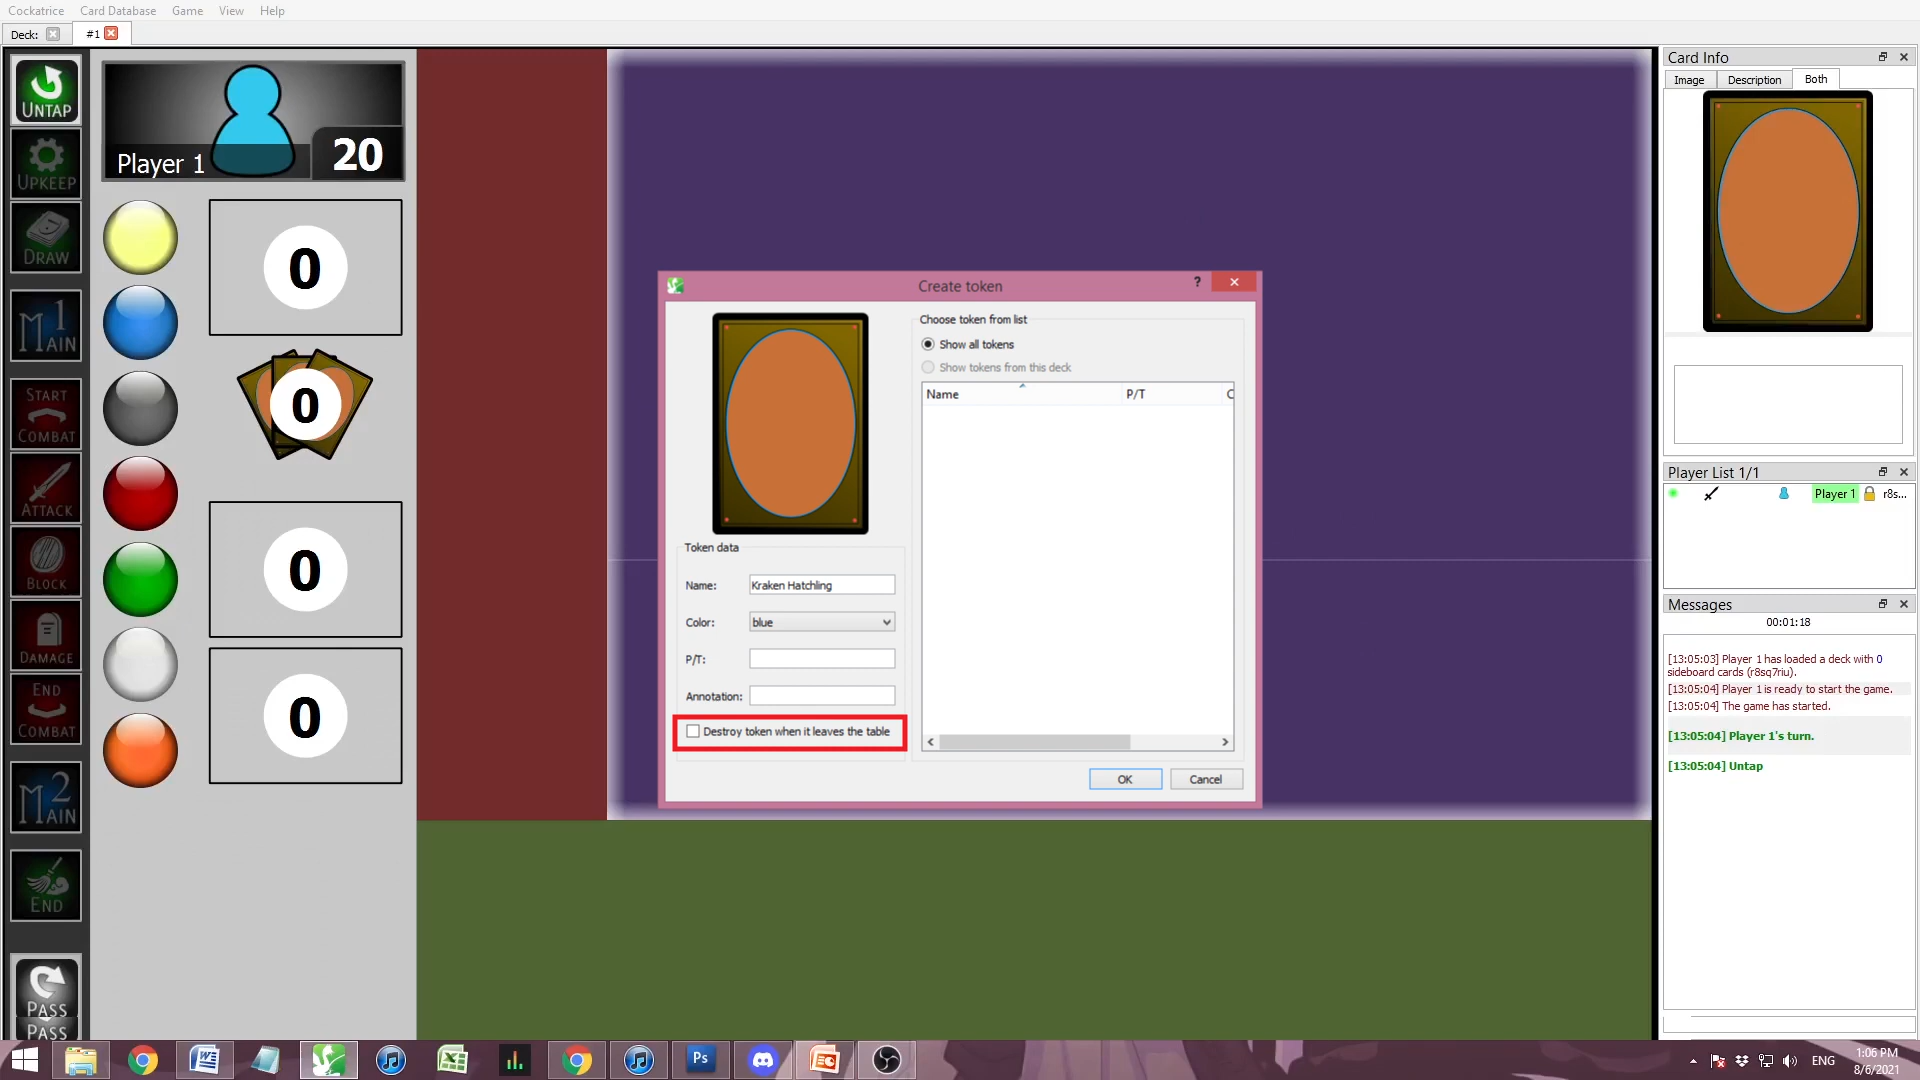 Cockatrice Card Database Game View Help
Deck: #1
UNTAP
UPKEEP
DRAW
1 MAIN
START COMBAT
ATTACK
BLOCK
DAMAGE
END COMBAT
2 MAIN
END
PASS
PASS
Player 1 20
0
0
0
0
Create token
?
Choose token from list
Show all tokens
Show tokens from this deck
Name P/T C
Token data
Name: Kraken Hatchling
Color: blue
P/T:
Annotation:
Destroy token when it leaves the table
OK Cancel
Card Info
Image Description Both
Player List 1/1
Player 1 r8s...
Messages
00:01:18
[13:05:03] Player 1 has loaded a deck with 0
sideboard cards (r8sq7riu).
[13:05:04] Player 1 is ready to start the game.
[13:05:04] The game has started.
[13:05:04] Player 1's turn.
[13:05:04] Untap
Ps
ENG
1:06 PM
8/6/2021